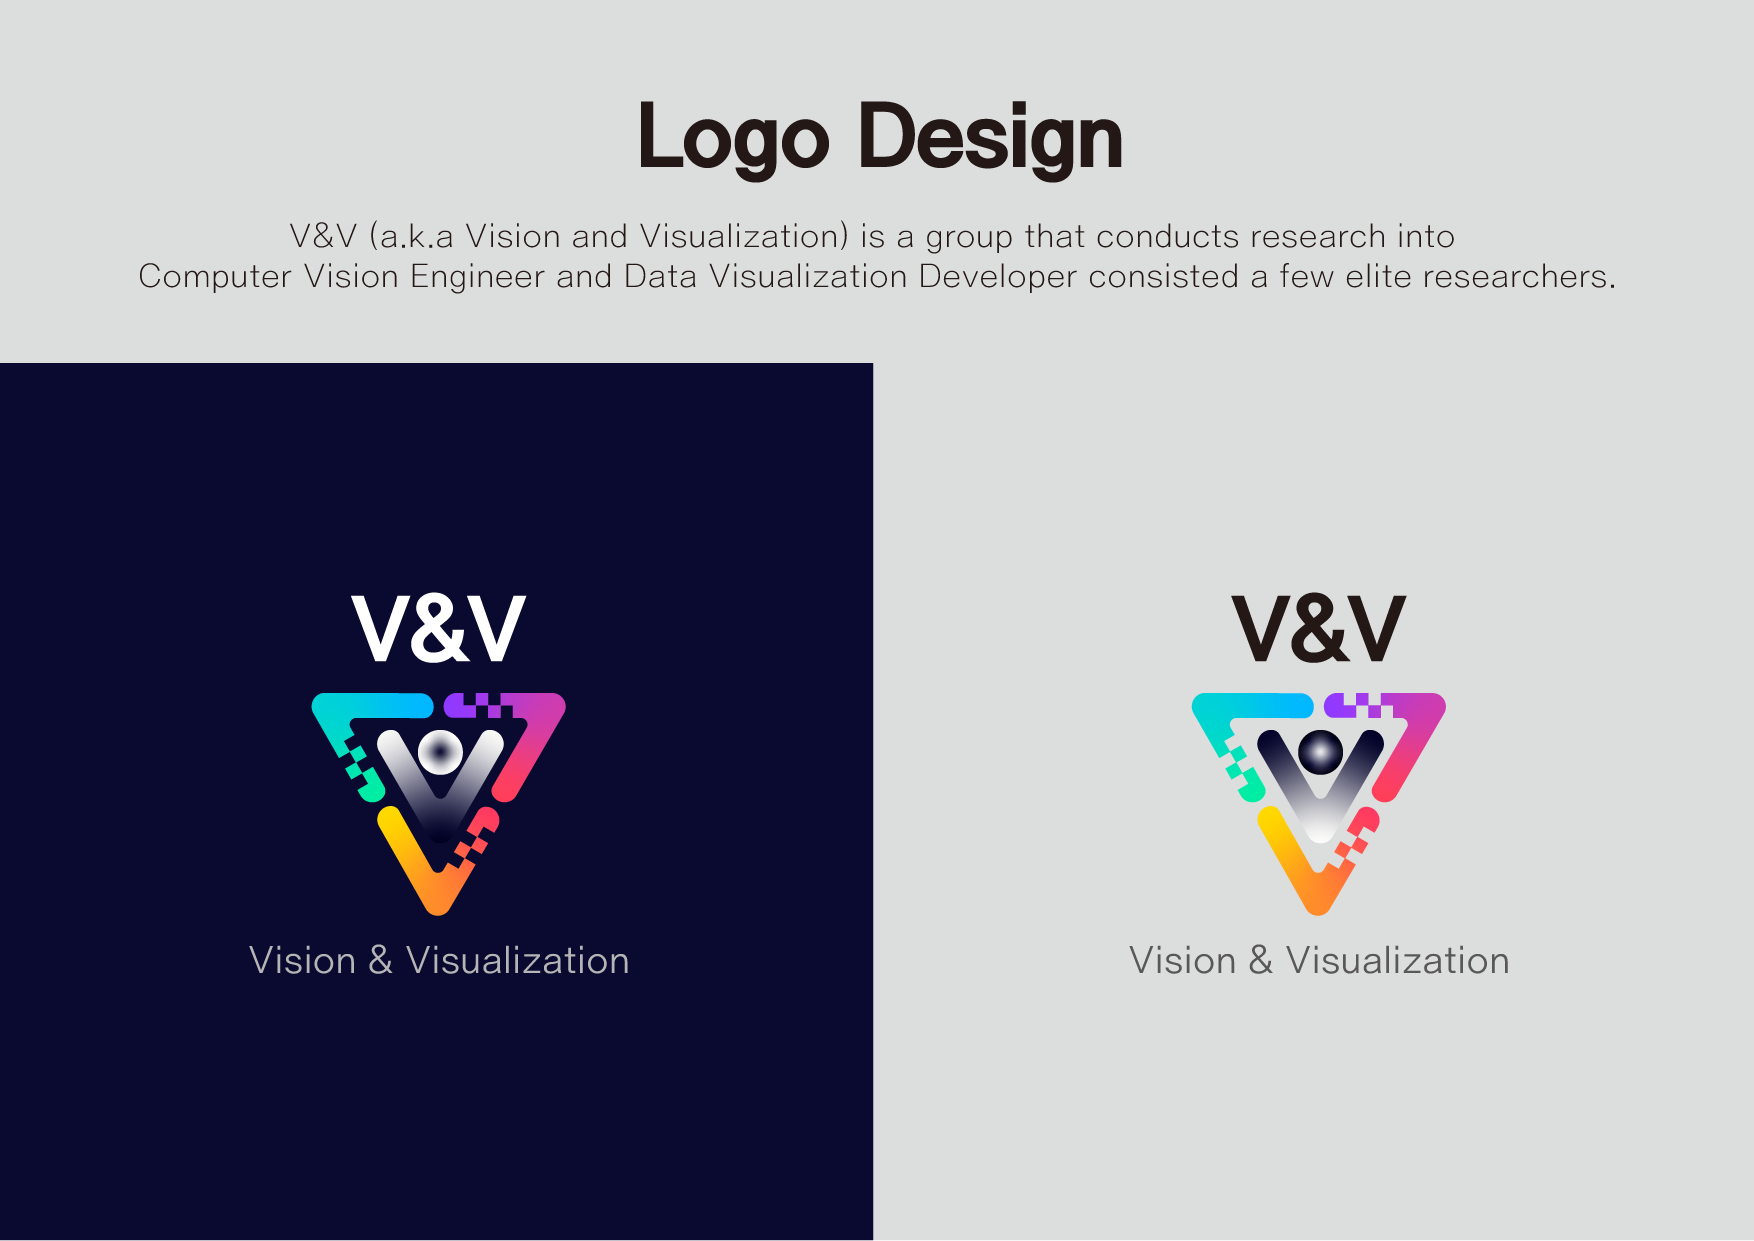 Logo Design
V&V (a.k.a Vision and Visualization) is a group that conducts research into
Computer Vision Engineer and Data Visualization Developer consisted a few elite researchers.
V&V
Vision & Visualization
V&V
Vision & Visualization